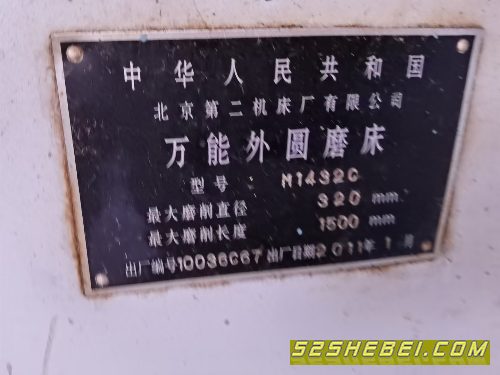 中华人民共和国
北京第二机床厂有限公司
万能外圆磨床
型号: M1432C
最大磨削直径 320 mm
最大磨削长度 1500 mm
出厂编号10036C67 出厂日期2011年1月
52SHEBEI.COM